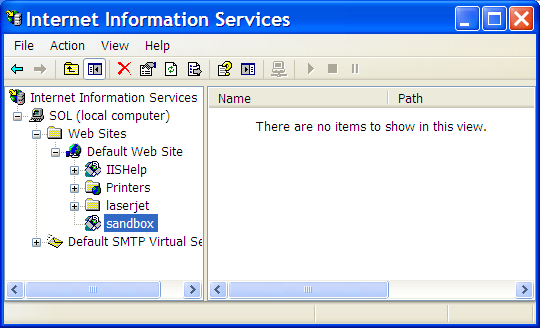 Internet Information Services
File Action View Help
Internet Information Services
SOL (local computer)
Web Sites
Default Web Site
IISHelp
Printers
laserjet
sandbox
Default SMTP Virtual Se
Name Path
There are no items to show in this view.